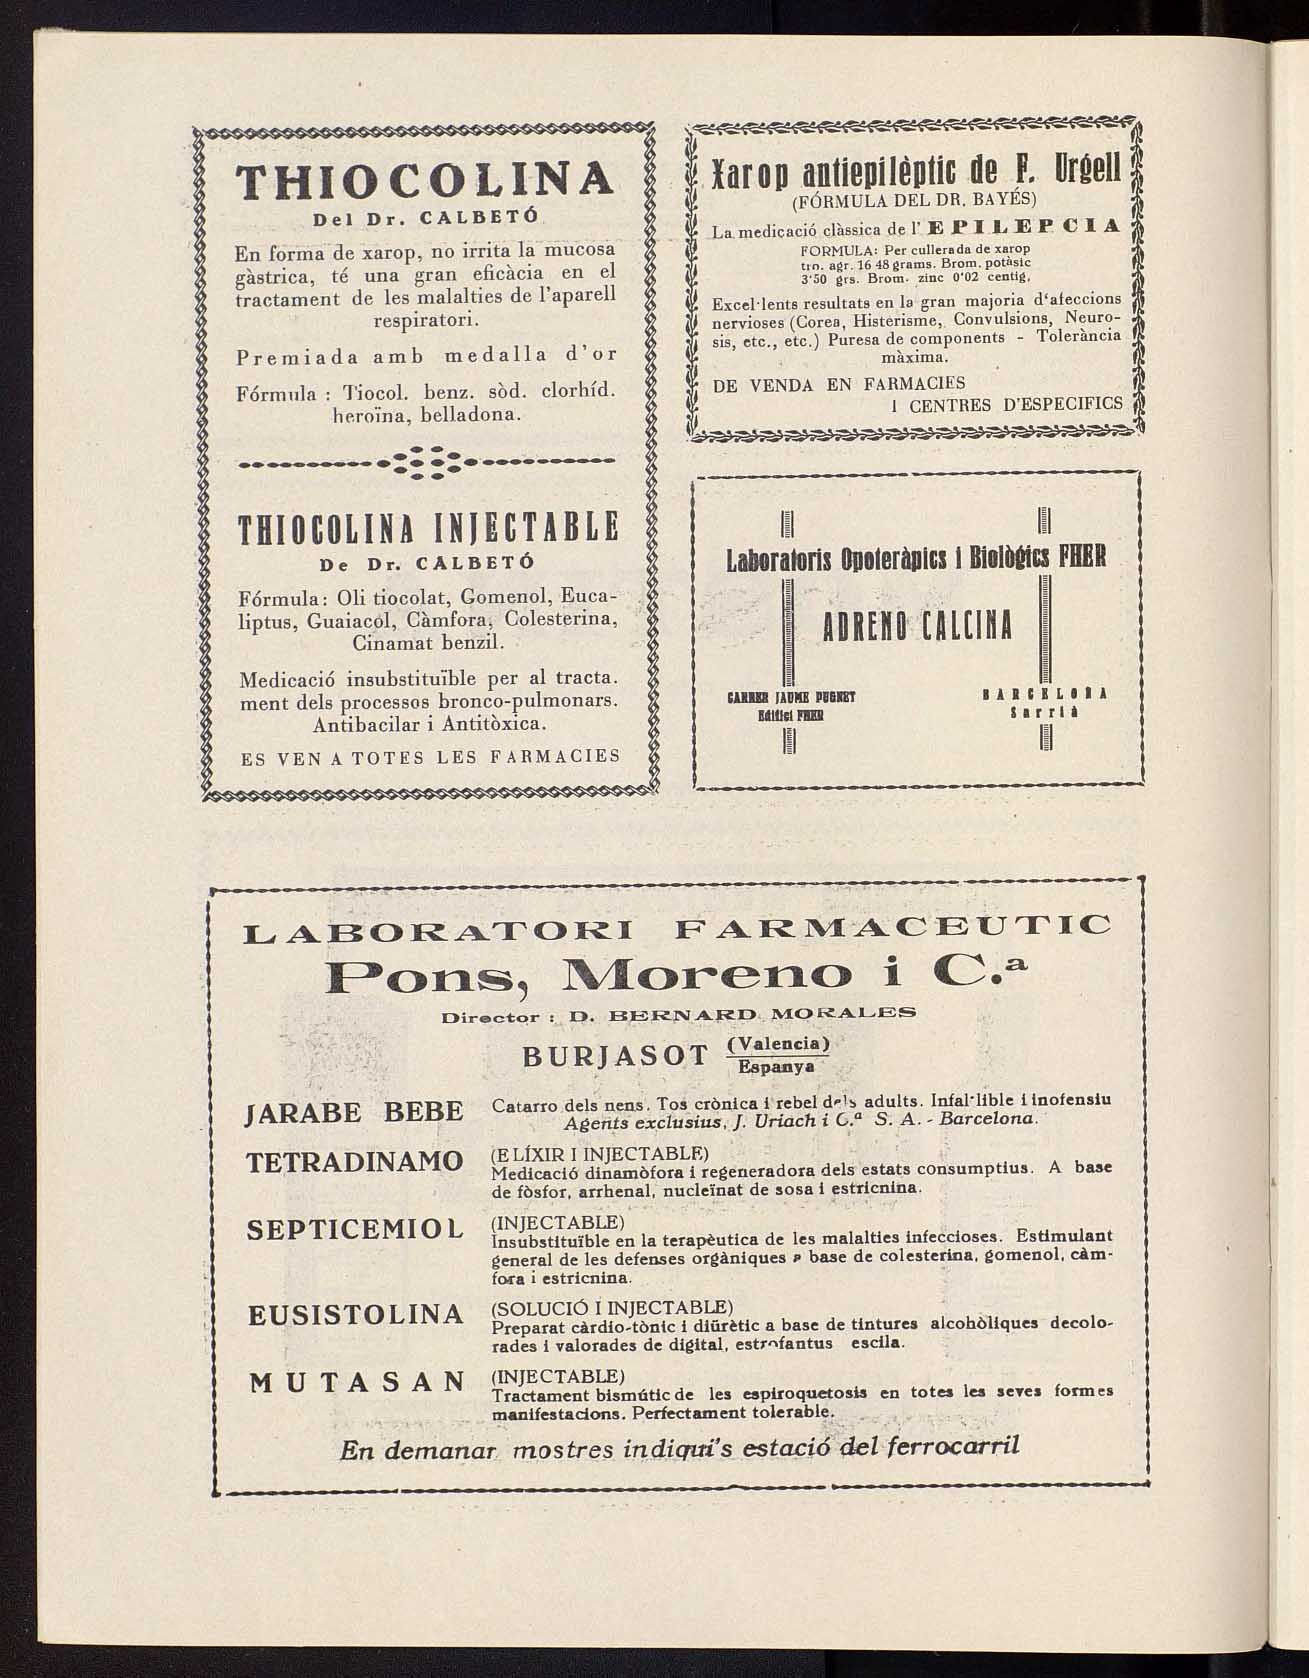 THIOCOLINA
Del Dr. CALBETÓ
En forma de xarop, no irrita la mucosa
gàstrica, té una gran eficàcia en el
tractament de les malalties de l'aparell
respiratori.
Premiada amb medalla d'or
Fórmula : Tiocol. benz. sòd. clorhíd.
heroïna, belladona.
THIOCOLINA INJECTABLE
De Dr. CALBETÓ
Fórmula: Oli tiocolat, Gomenol, Euca-
liptus, Guaiacol, Càmfora, Colesterina,
Cinamat benzil.
Medicació insubstituïble per al tracta.
ment dels processos bronco-pulmonars.
Antibacilar i Antitòxica.
ES VEN A TOTES LES FARMACIES
Xarop antiepilèptic de F. Urgell
(FÓRMULA DEL DR. BAYÉS)
La medicació clàssica de l' EPILEPCIA
FORMULA: Per cullerada de xarop
trn. agr. 16'48 grams. Brom. potàsic
3'50 grs. Brom. zinc 0'02 centig.
Excel·lents resultats en la gran majoria d'afeccions
nervioses (Corea, Histerisme, Convulsions, Neuro-
sis, etc., etc.) Puresa de components - Tolerància
màxima.
DE VENDA EN FARMACIES
I CENTRES D'ESPECIFICS
Laboratoris Opoteràpics i Biològics FHER
ADRENO CALCINA
CARRER JAUME PUGNET
Edifici FHER
BARCELONA
Sarrià
LABORATORI FARMACEUTIC
Pons, Moreno i C.ª
Director : D. BERNARD MORALES
BURJASOT (Valencia)
Espanya
JARABE BEBE
Catarro dels nens. Tos crònica i rebel dels adults. Infal·lible i inofensiu
Agents exclusius, J. Uriach i C.ª S. A. - Barcelona.
TETRADINAMO
(ELÍXIR I INJECTABLE)
Medicació dinamòfora i regeneradora dels estats consumptius. A base
de fòsfor, arrhenal, nucleïnat de sosa i estricnina.
SEPTICEMIOL
(INJECTABLE)
Insubstituïble en la terapèutica de les malalties infeccioses. Estimulant
general de les defenses orgàniques a base de colesterina, gomenol, càm-
fora i estricnina.
EUSISTOLINA
(SOLUCIÓ I INJECTABLE)
Preparat càrdio-tònic i diürètic a base de tintures alcohòliques decolo-
rades i valorades de digital, estrofantus escila.
MUTASAN
(INJECTABLE)
Tractament bismútic de les espiroquetosis en totes les seves formes
manifestacions. Perfectament tolerable.
En demanar mostres indiqui's estació del ferrocarril